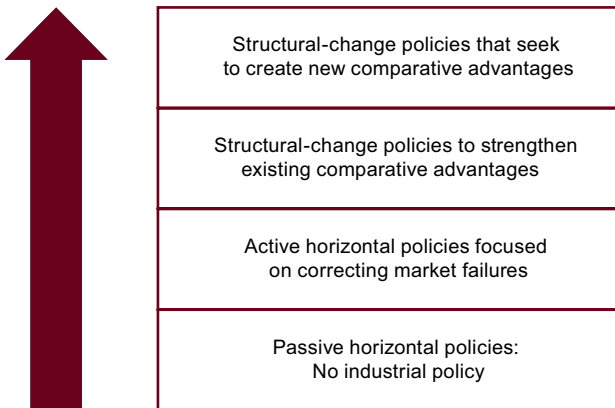 Structural-change policies that seek
to create new comparative advantages
Structural-change policies to strengthen
existing comparative advantages
Active horizontal policies focused
on correcting market failures
Passive horizontal policies:
No industrial policy